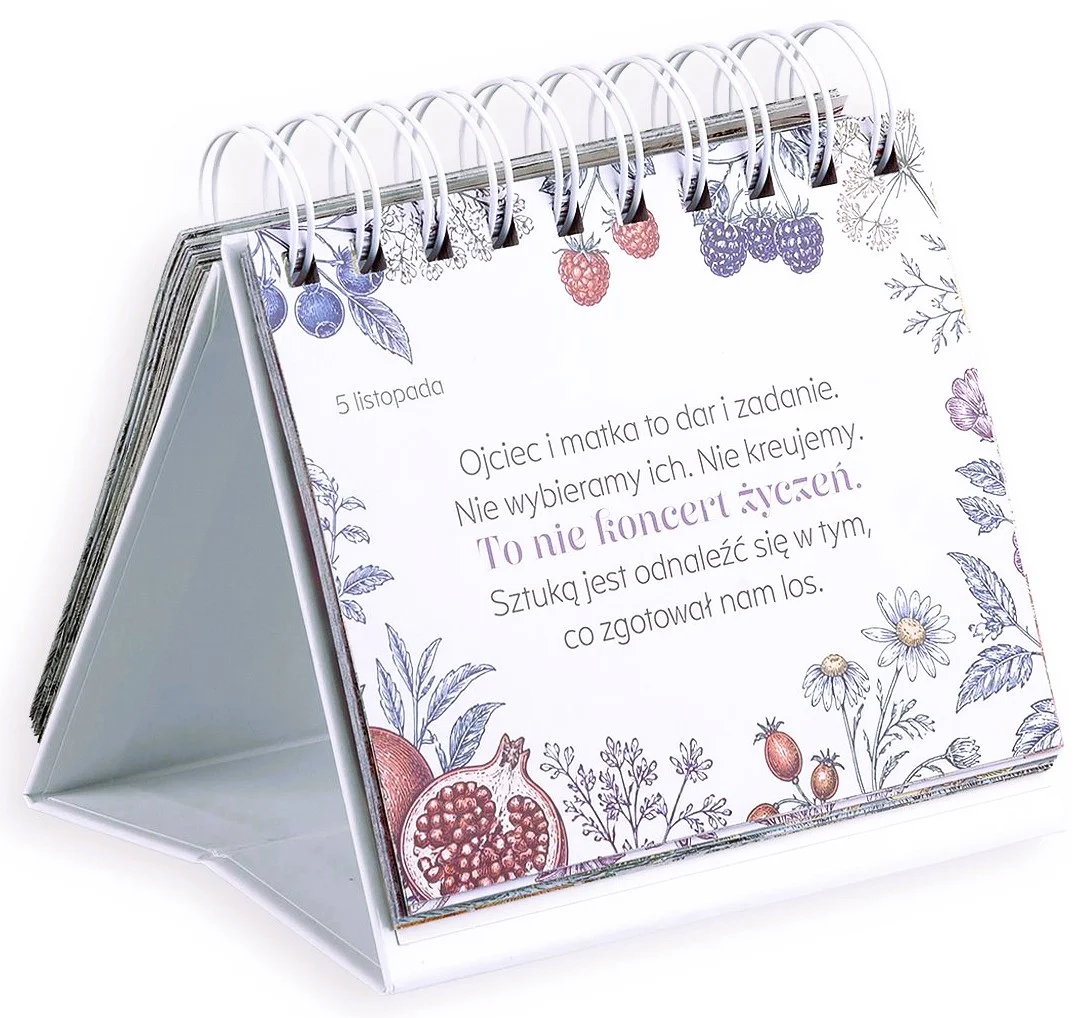 5 listopada
Ojciec i matka to dar i zadanie.
Nie wybieramy ich. Nie kreujemy.
To nie koncert życzeń.
Sztuką jest odnaleźć się w tym,
co zgotował nam los.